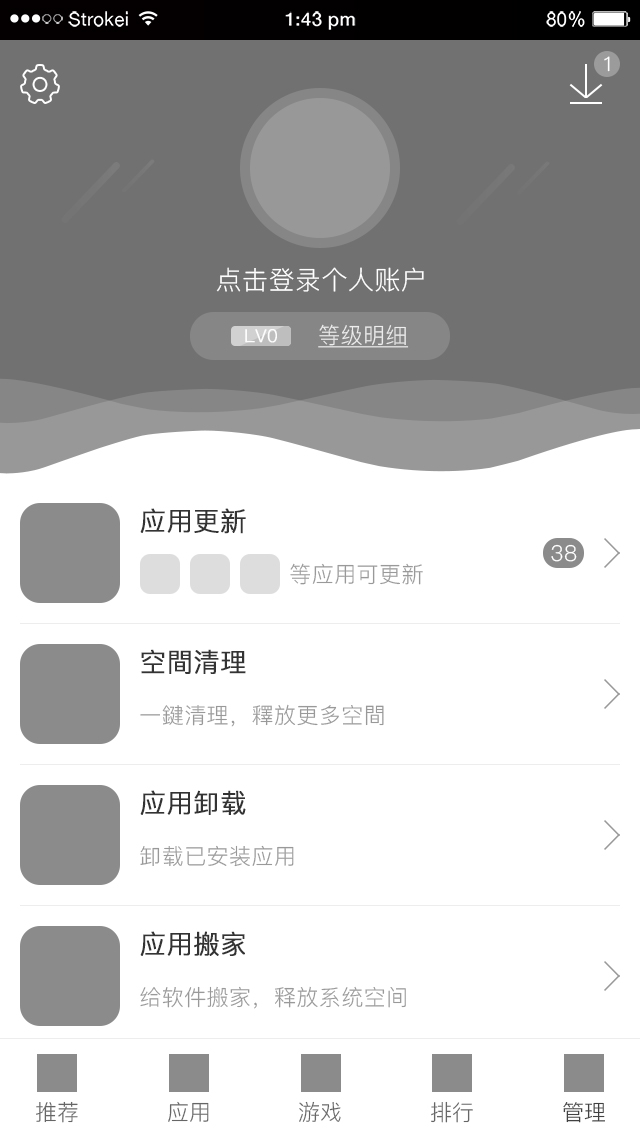 Strokei 1:43 pm 80%
1
点击登录个人账户
LV0 等级明细
应用更新
等应用可更新 38
空間清理
一鍵清理，釋放更多空間
应用卸载
卸载已安装应用
应用搬家
给软件搬家，释放系统空间
推荐 应用 游戏 排行 管理